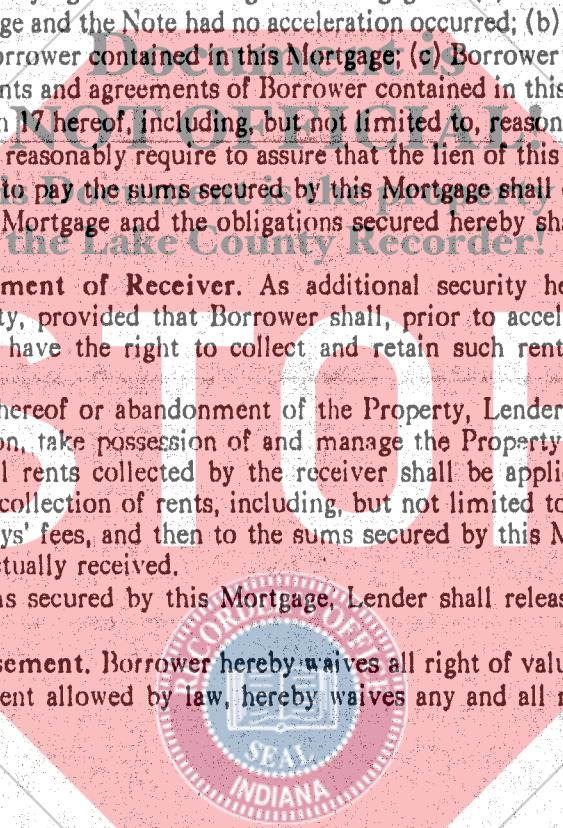 ge and the Note had no acceleration occurred; (b)
orrower contained in this Mortgage; (c) Borrower
Document is
nts and agreements of Borrower contained in this
NOT OFFICIAL!
n 17 hereof, including, but not limited to, reason
reasonably require to assure that the lien of this
to pay the sums secured by this Mortgage shall
is Document is the property
Mortgage and the obligations secured hereby sha
the Lake County Recorder!
ment of Receiver. As additional security he
ty, provided that Borrower shall, prior to accel
have the right to collect and retain such rent
STOP
hereof or abandonment of the Property, Lender
on, take possession of and manage the Property
l rents collected by the receiver shall be appli
collection of rents, including, but not limited to
ys' fees, and then to the sums secured by this M
ctually received.
ns secured by this Mortgage, Lender shall releas
sement. Borrower hereby waives all right of valu
ent allowed by law, hereby waives any and all r
SEAL
INDIANA